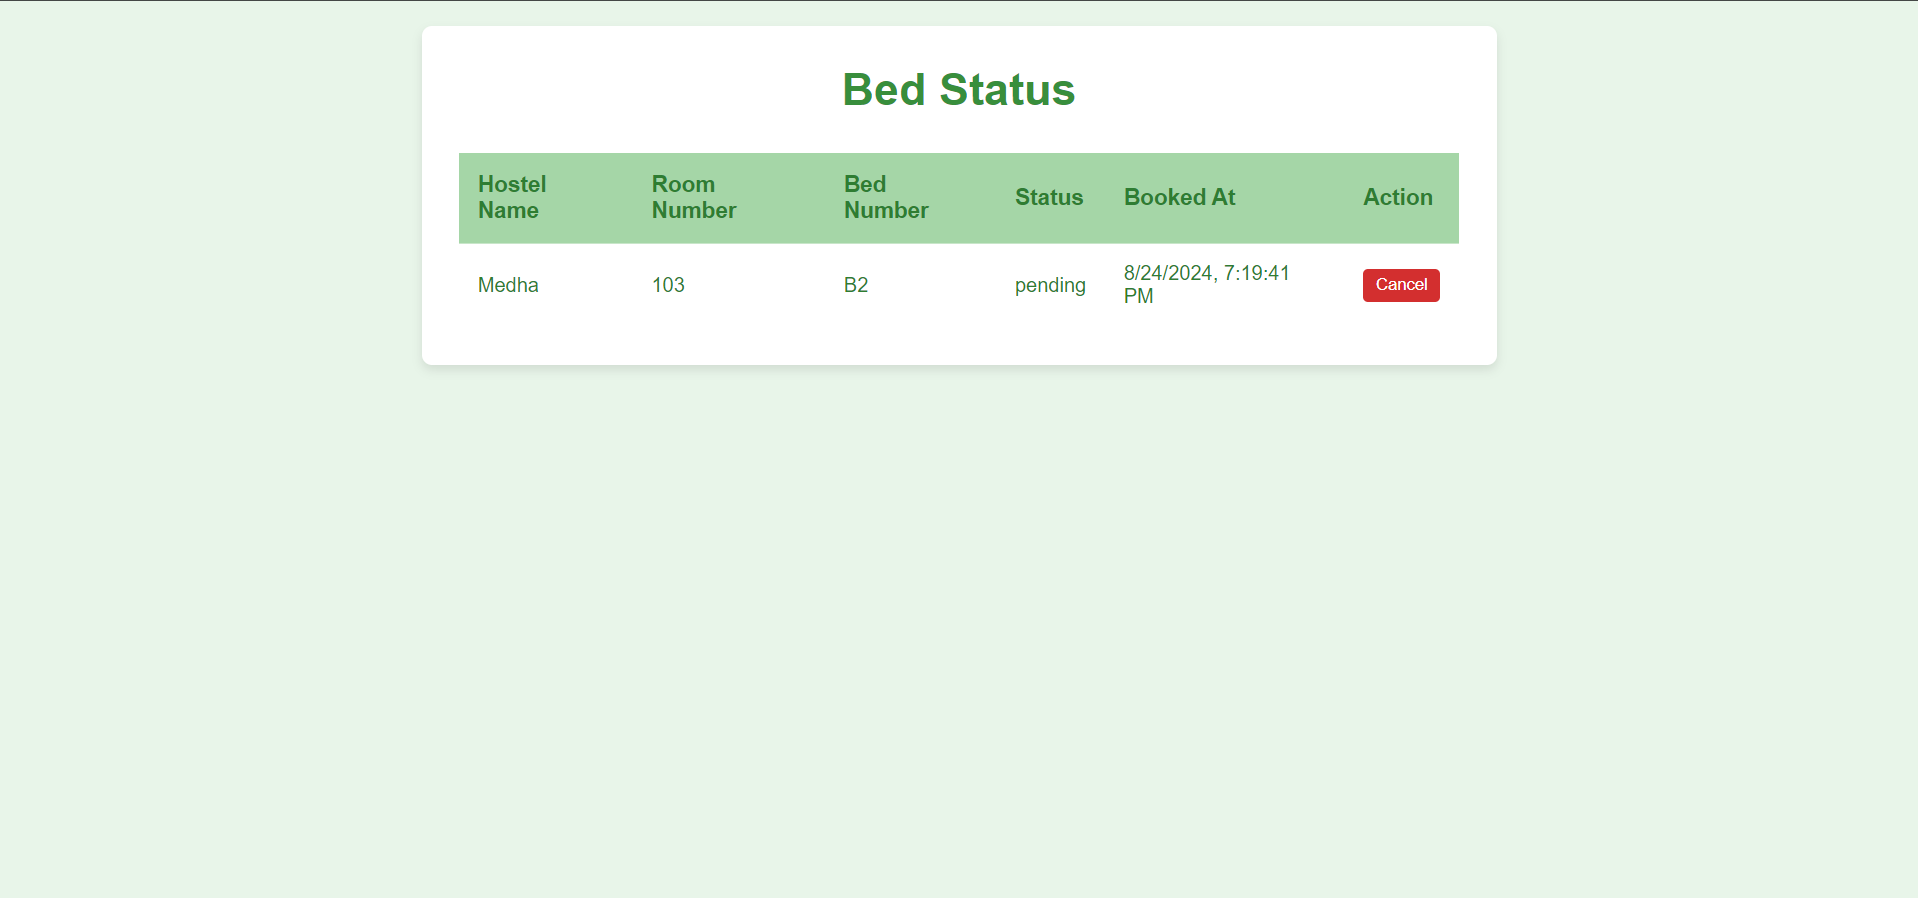 Bed Status
Hostel Name
Room Number
Bed Number
Status
Booked At
Action
Medha
103
B2
pending
8/24/2024, 7:19:41 PM
Cancel